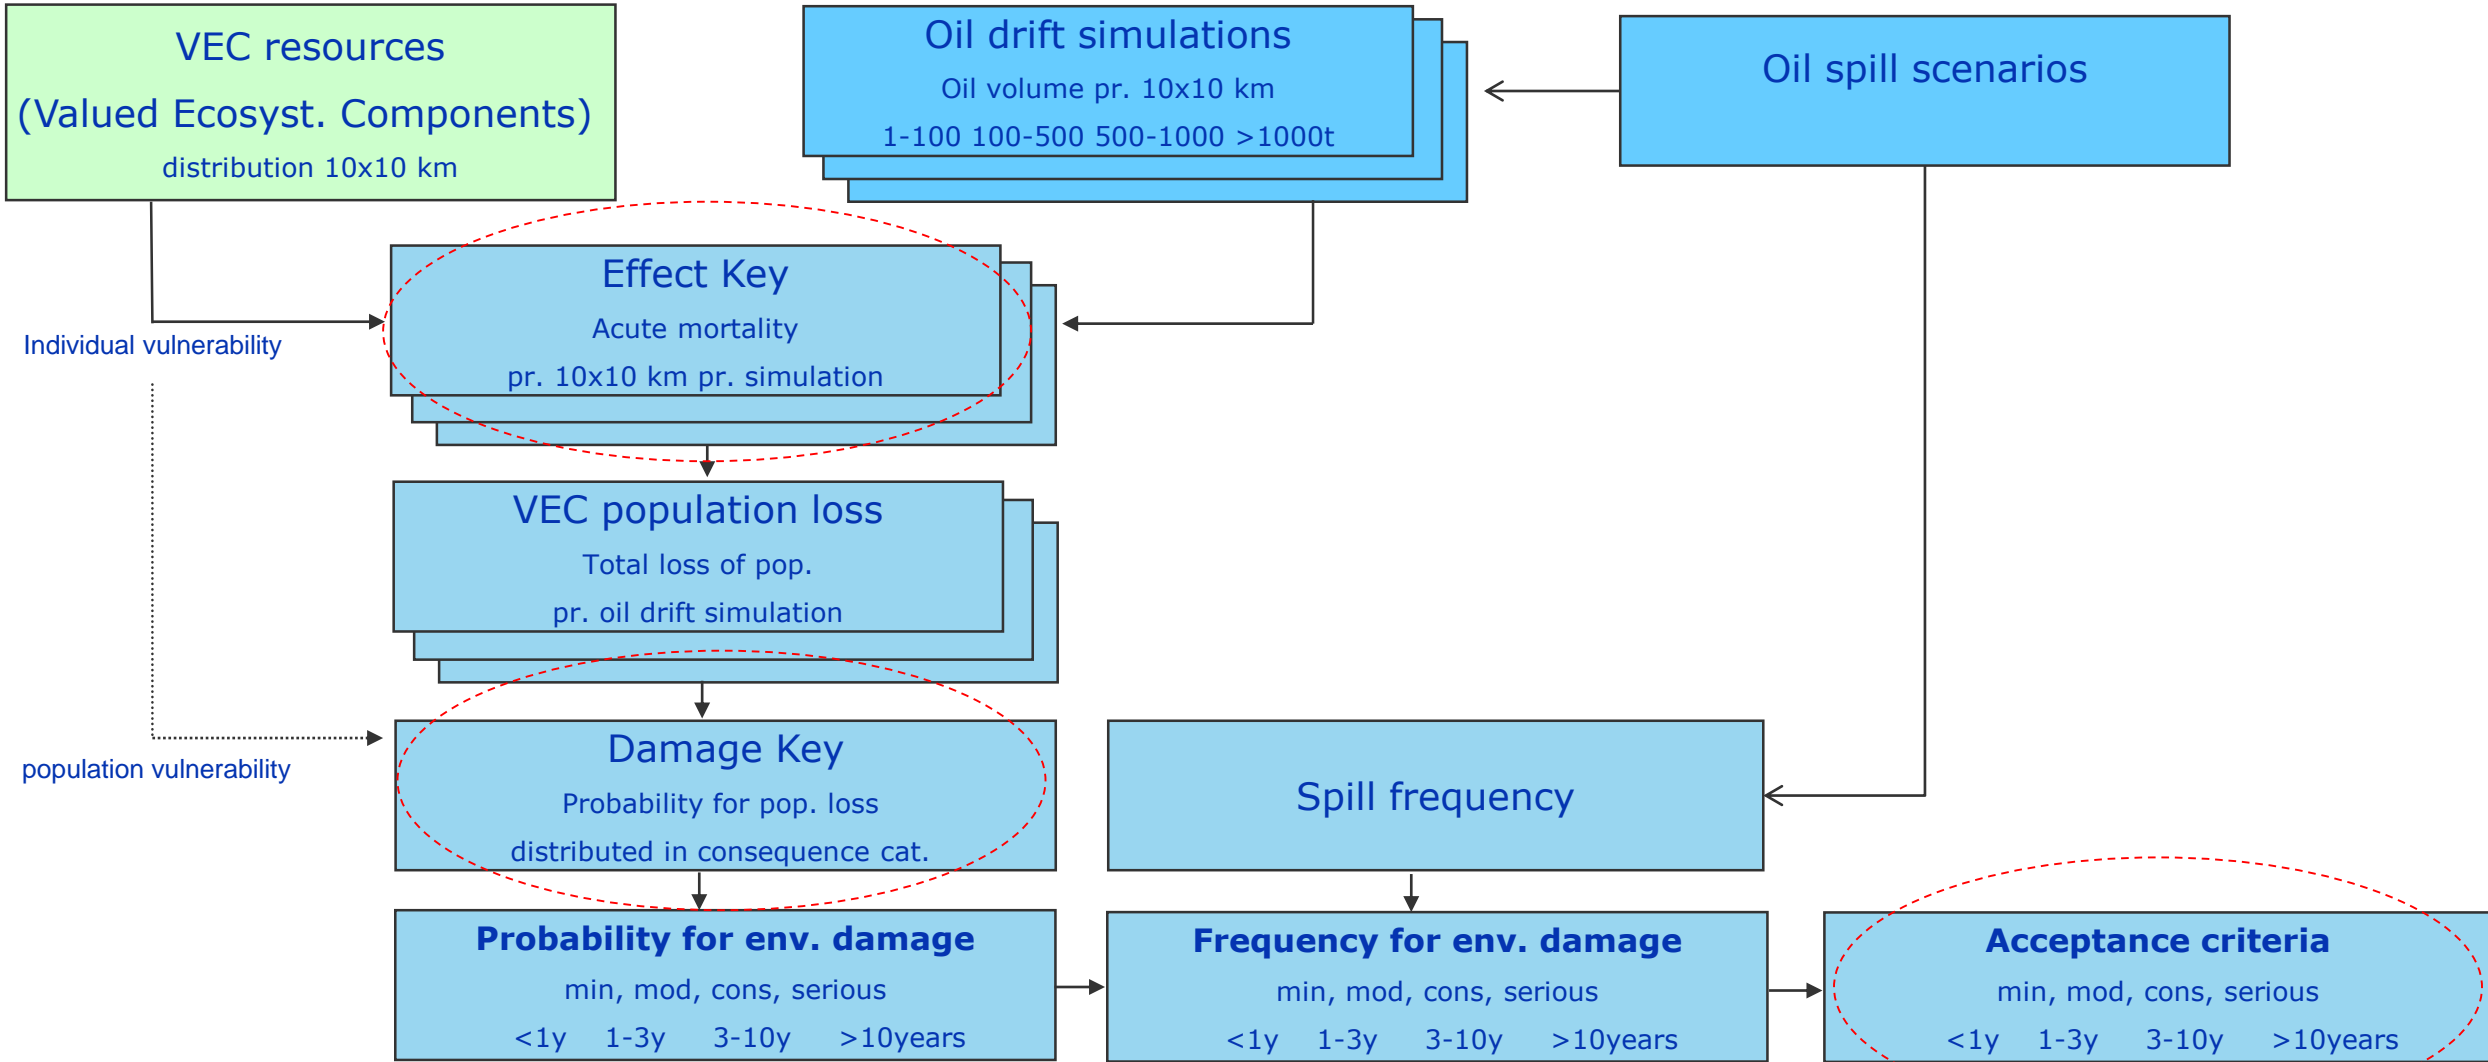 VEC resources
(Valued Ecosyst. Components)
distribution 10x10 km
Oil drift simulations
Oil volume pr. 10x10 km
1-100 100-500 500-1000 >1000t
Oil spill scenarios
Effect Key
Acute mortality
pr. 10x10 km pr. simulation
Individual vulnerability
VEC population loss
Total loss of pop.
pr. oil drift simulation
Damage Key
Probability for pop. loss
distributed in consequence cat.
population vulnerability
Spill frequency
Probability for env. damage
min, mod, cons, serious
<1y 1-3y 3-10y >10years
Frequency for env. damage
min, mod, cons, serious
<1y 1-3y 3-10y >10years
Acceptance criteria
min, mod, cons, serious
<1y 1-3y 3-10y >10years